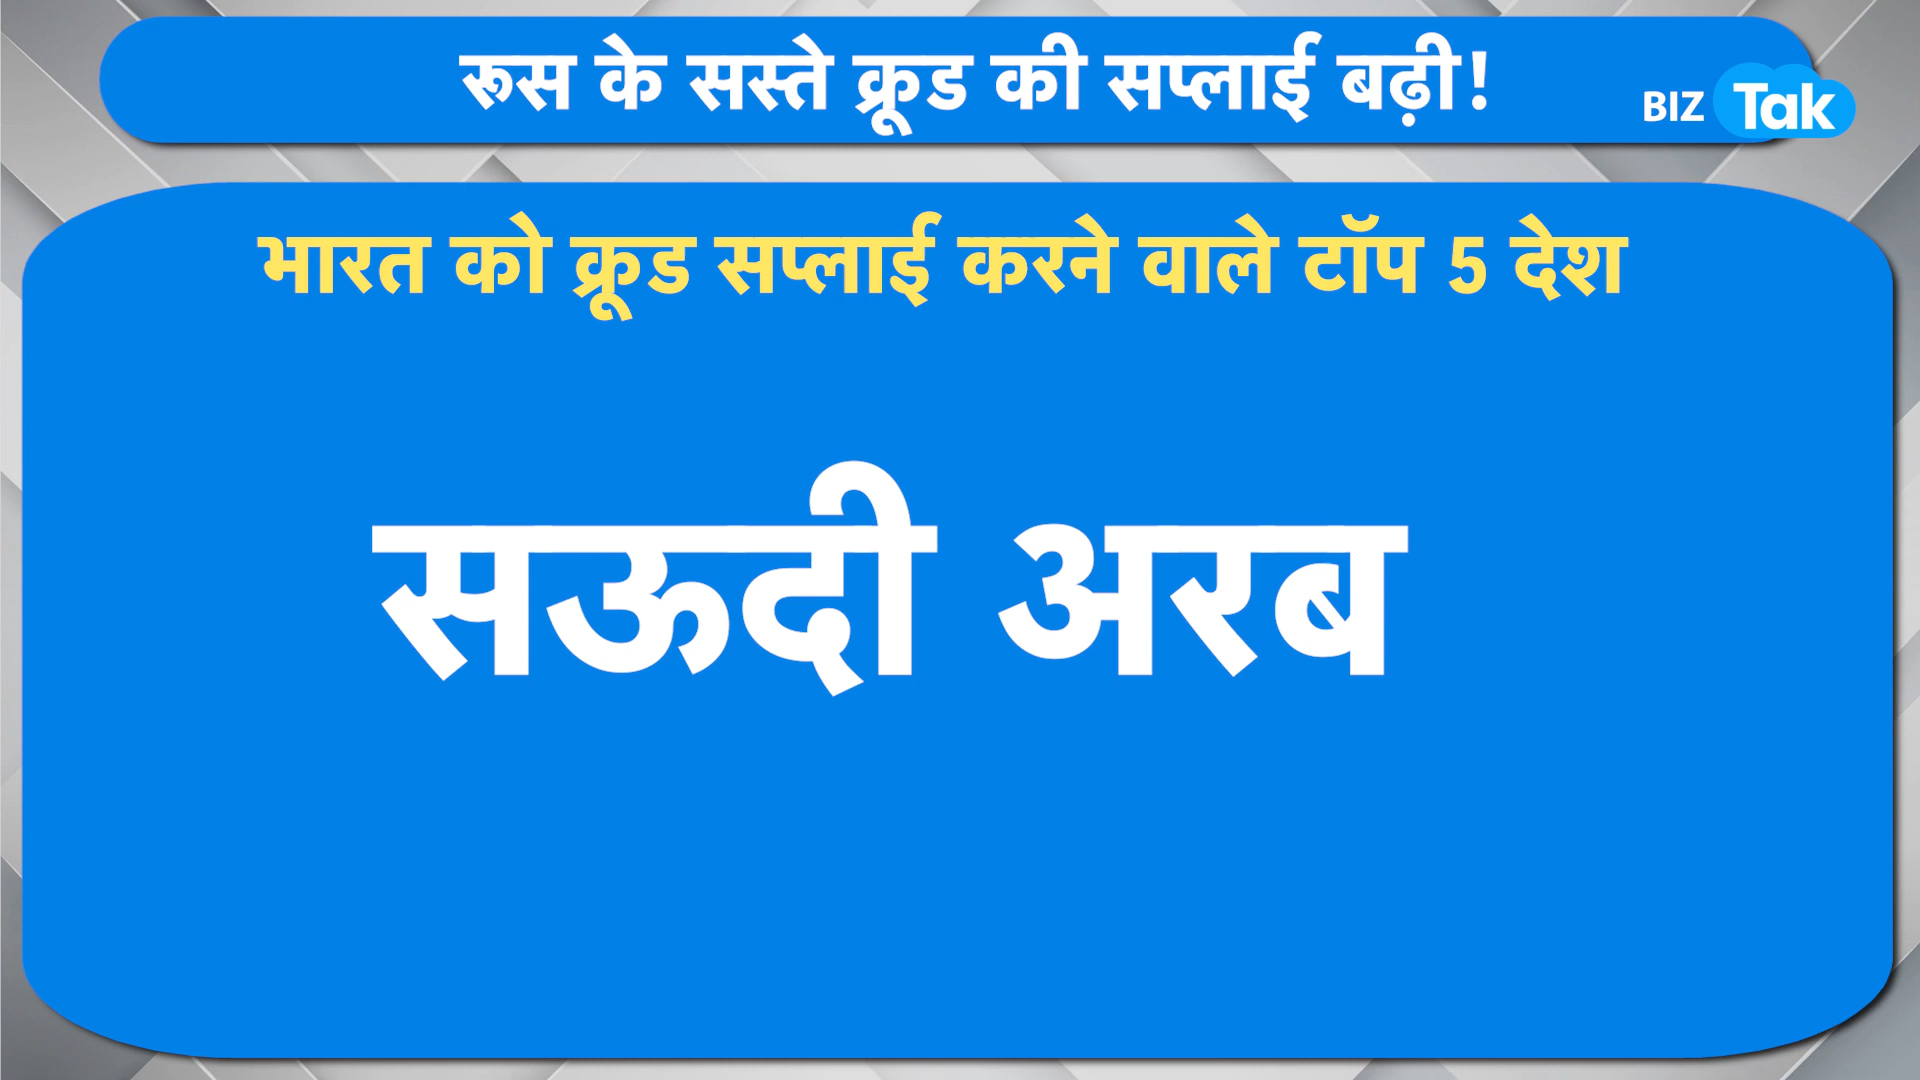 रूस के सस्ते क्रूड की सप्लाई बढ़ी!
BIZ Tak
भारत को क्रूड सप्लाई करने वाले टॉप 5 देश
सऊदी अरब